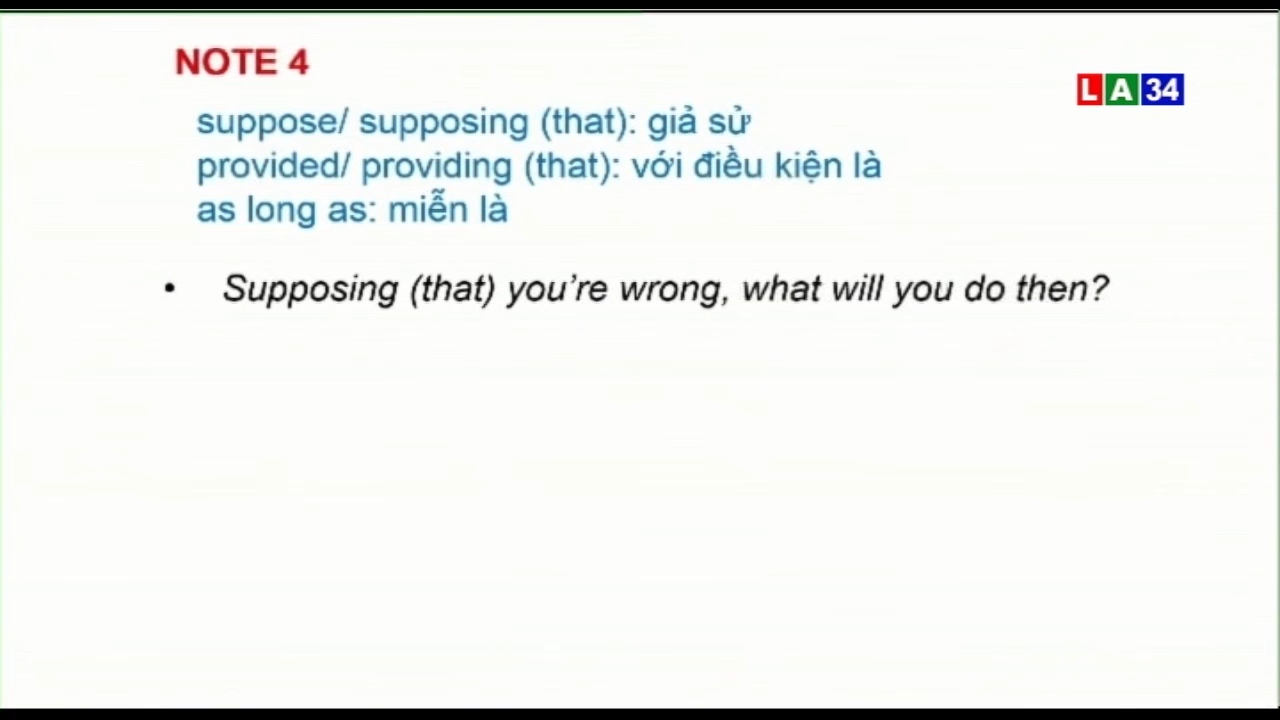 NOTE 4
LA34
suppose/ supposing (that): giả sử
provided/ providing (that): với điều kiện là
as long as: miễn là
• Supposing (that) you're wrong, what will you do then?